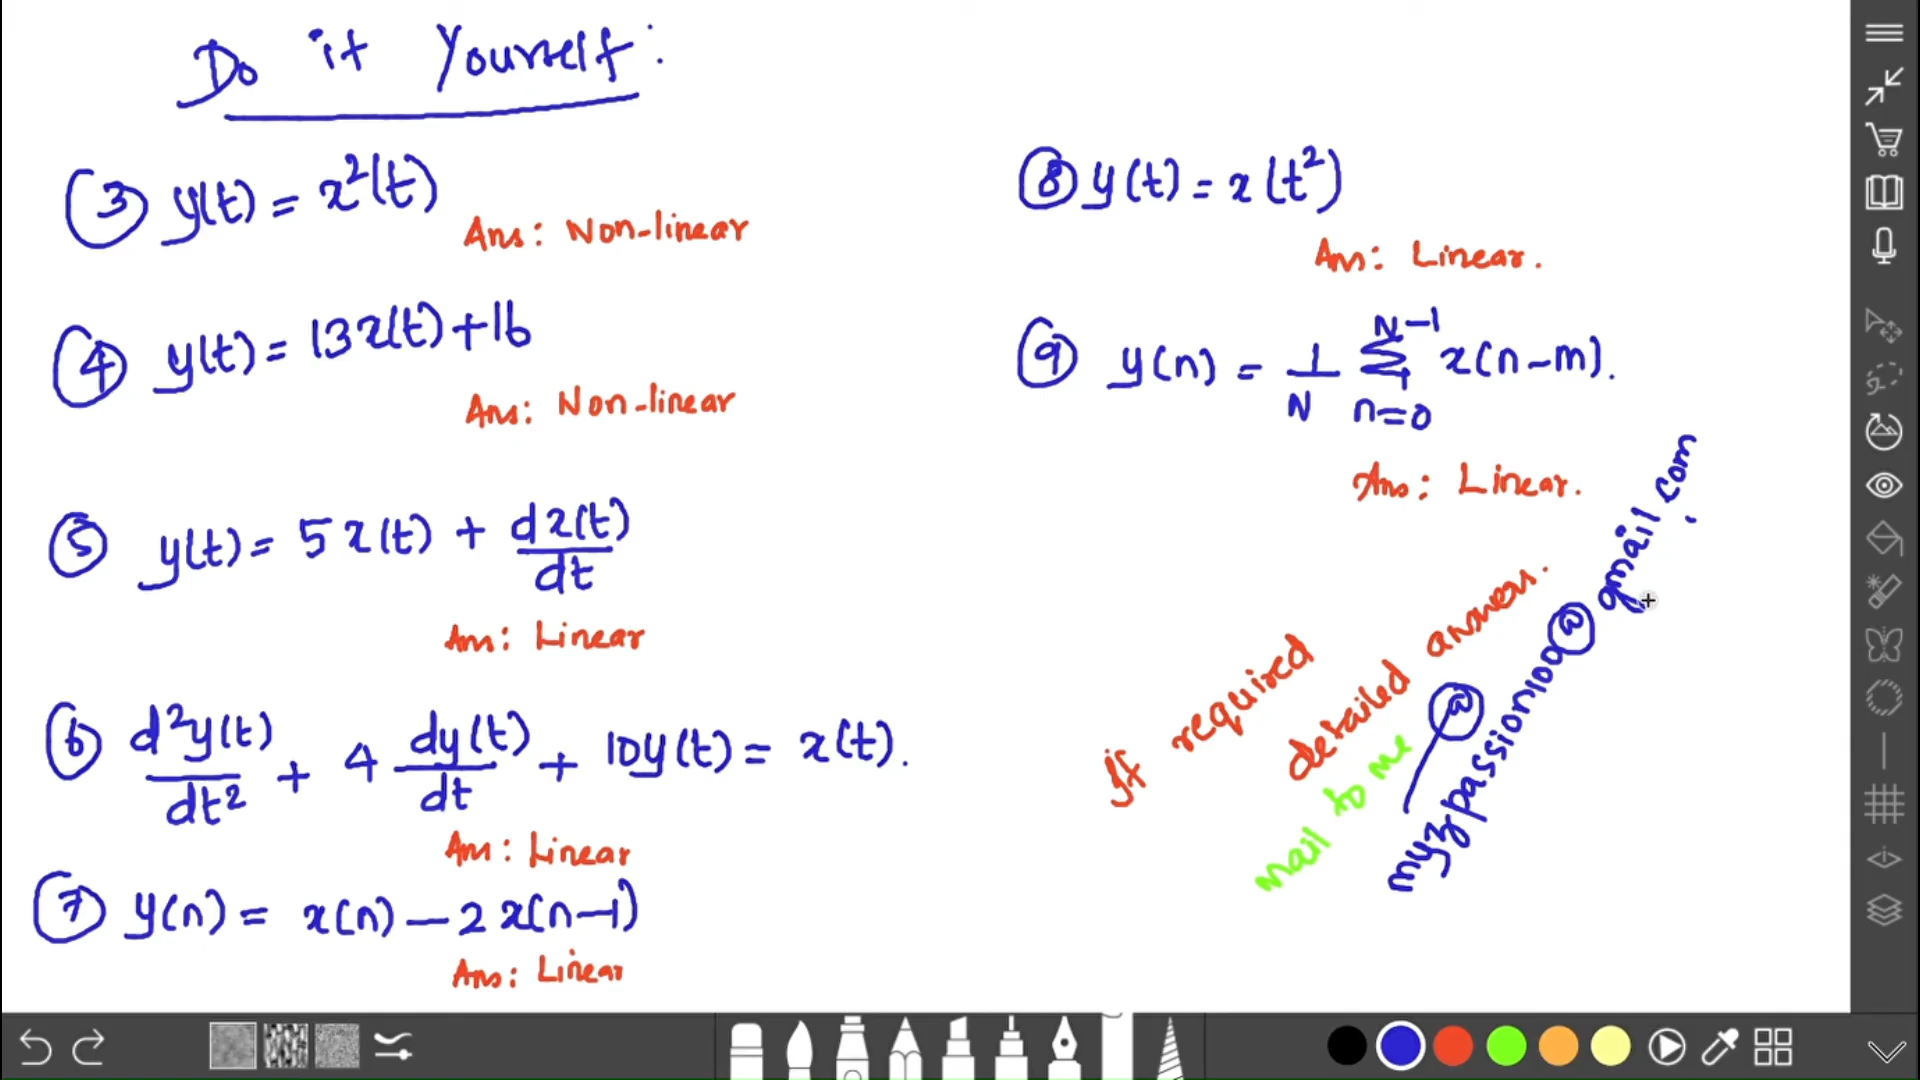 Do it Yourself:
③ y(t) = x²(t)
Ans: Non-linear
④ y(t) = 13x(t)+16
Ans: Non-linear
⑤ y(t) = 5x(t) + dx(t)/dt
Ans: Linear
⑥ d²y(t)/dt² + 4 dy(t)/dt + 10y(t) = x(t).
Ans: Linear
⑦ y(n) = x(n) – 2x(n–1)
Ans: Linear
⑧ y(t) = x(t²)
Ans: Linear.
⑨ y(n) = 1/N Σ N–1 n=0 x(n–m).
Ans: Linear.
If required
detailed answers.
mail to me @
myzpassion100@gmail.com